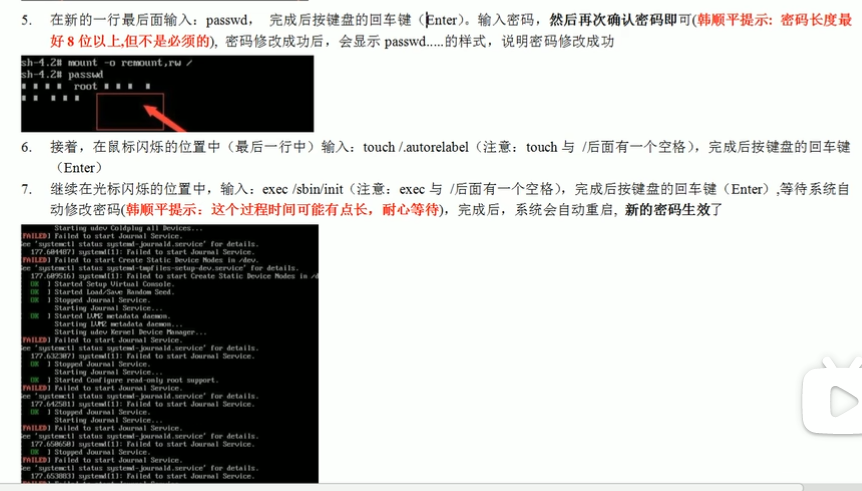 5. 在新的一行最后面输入：passwd， 完成后按键盘的回车键（Enter）。输入密码，然后再次确认密码即可(韩顺平提示: 密码长度最
好 8 位以上,但不是必须的), 密码修改成功后，会显示 passwd.....的样式，说明密码修改成功
sh-4.2# mount -o remount,rw /
sh-4.2# passwd
root
6. 接着，在鼠标闪烁的位置中（最后一行中）输入：touch /.autorelabel（注意：touch 与 /后面有一个空格），完成后按键盘的回车键
（Enter）
7. 继续在光标闪烁的位置中，输入：exec /sbin/init（注意：exec 与 /后面有一个空格），完成后按键盘的回车键（Enter）,等待系统自
动修改密码(韩顺平提示：这个过程时间可能有点长，耐心等待)，完成后，系统会自动重启, 新的密码生效了
Starting udev Coldplug all Devices...
[FAILED] Failed to start Journal Service.
See 'systemctl status systemd-journald.service' for details.
177.604487] systemd[1]: Failed to start Journal Service.
[FAILED] Failed to start Create Static Device Nodes in /dev.
See 'systemctl status systemd-tmpfiles-setup-dev.service' for details.
177.609516] systemd[1]: Failed to start Create Static Device Nodes in /d
OK ] Started Setup Virtual Console.
OK ] Started Load/Save Random Seed.
OK ] Stopped Journal Service.
Starting Journal Service...
OK ] Started LVM2 metadata daemon.
Starting LVM2 metadata daemon...
Starting udev Kernel Device Manager...
[FAILED] Failed to start Journal Service.
See 'systemctl status systemd-journald.service' for details.
177.632307] systemd[1]: Failed to start Journal Service.
OK ] Stopped Journal Service.
Starting Journal Service...
OK ] Started Configure read-only root support.
[FAILED] Failed to start Journal Service.
See 'systemctl status systemd-journald.service' for details.
177.642501] systemd[1]: Failed to start Journal Service.
OK ] Stopped Journal Service.
Starting Journal Service...
[FAILED] Failed to start Journal Service.
See 'systemctl status systemd-journald.service' for details.
177.650650] systemd[1]: Failed to start Journal Service.
OK ] Stopped Journal Service.
[FAILED] Failed to start Journal Service.
See 'systemctl status systemd-journald.service' for details.
177.653083] systemd[1]: Failed to start Journal Service.